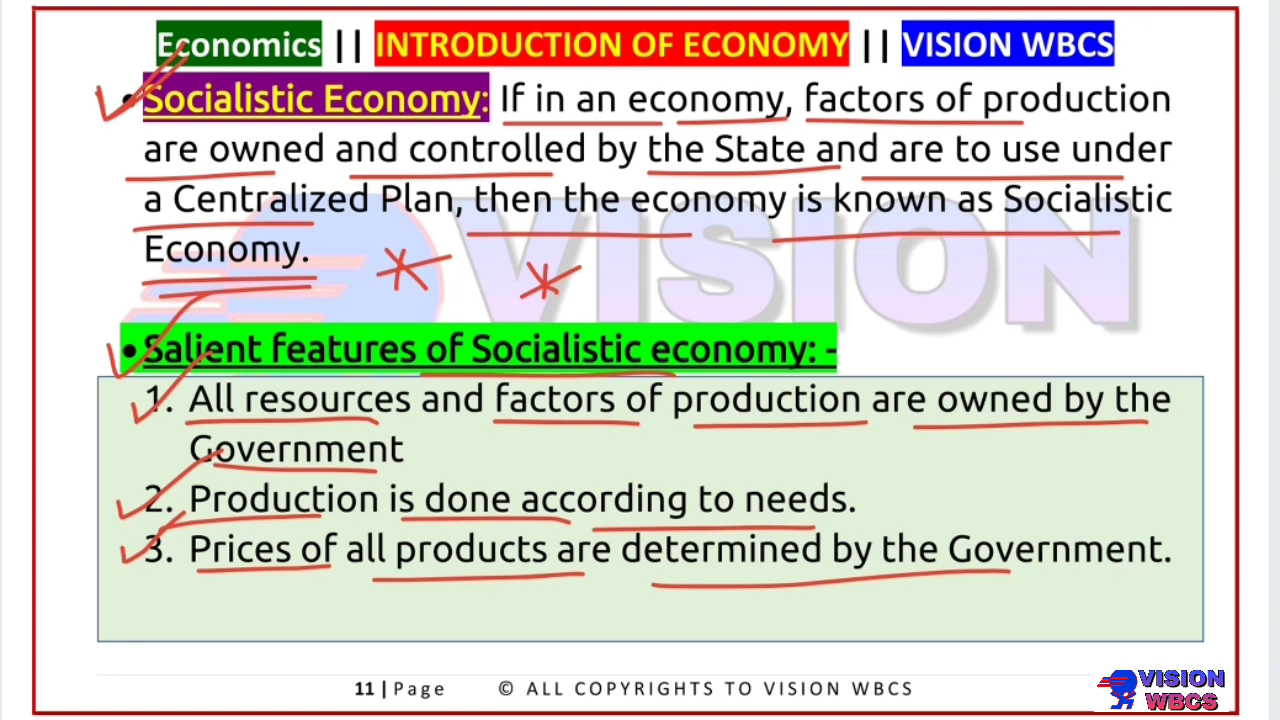 Economics || INTRODUCTION OF ECONOMY || VISION WBCS
• Socialistic Economy: If in an economy, factors of production
are owned and controlled by the State and are to use under
a Centralized Plan, then the economy is known as Socialistic
Economy.
VISION
• Salient features of Socialistic economy: -
1. All resources and factors of production are owned by the
Government
2. Production is done according to needs.
3. Prices of all products are determined by the Government.
11 | Page © ALL COPYRIGHTS TO VISION WBCS
VISION
WBCS